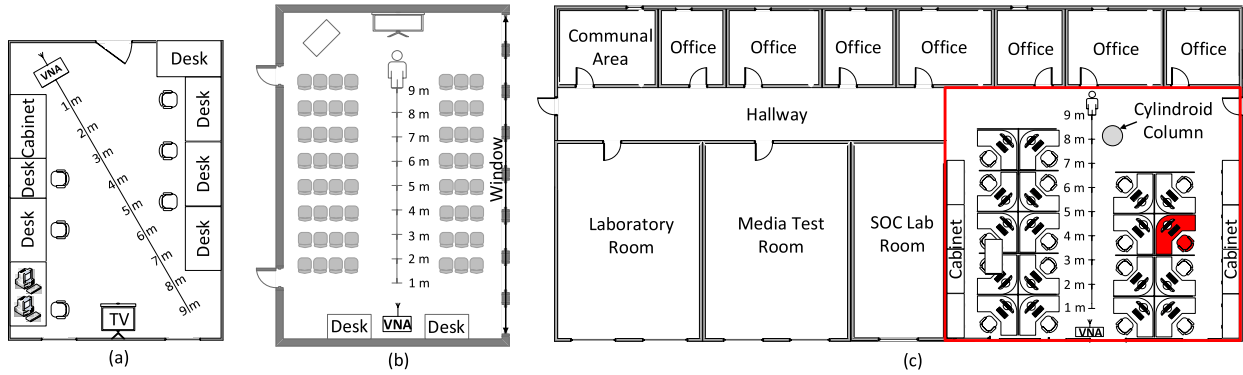 Desk
VNA
1 m
2 m
3 m
4 m
5 m
6 m
7 m
8 m
9 m
Cabinet
Desk
Desk
Desk
Desk
Desk
TV
(a)
9 m
8 m
7 m
6 m
5 m
4 m
3 m
2 m
1 m
Window
Desk
VNA
Desk
(b)
Communal
Area
Office
Office
Office
Office
Office
Office
Office
Hallway
Laboratory
Room
Media Test
Room
SOC Lab
Room
Cabinet
9 m
8 m
7 m
6 m
5 m
4 m
3 m
2 m
1 m
VNA
Cylindroid
Column
Cabinet
(c)